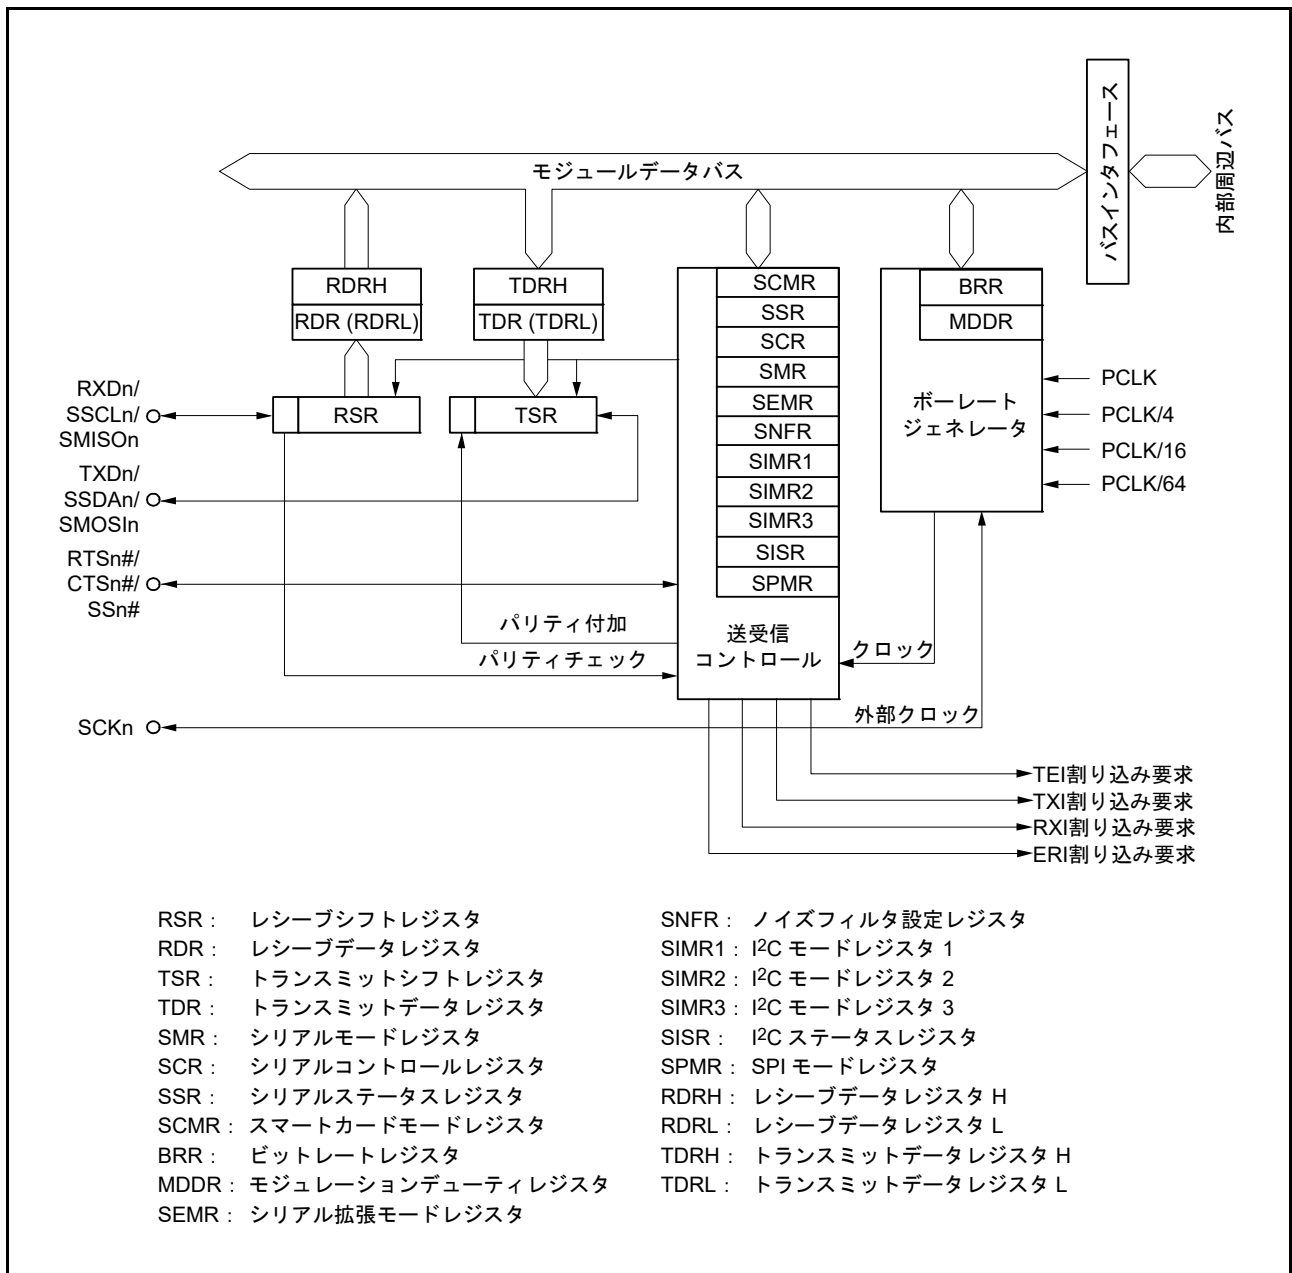 モジュールデータバス
バスインタフェース
内部周辺バス
RDRH
RDR (RDRL)
TDRH
TDR (TDRL)
RSR
TSR
SCMR
SSR
SCR
SMR
SEMR
SNFR
SIMR1
SIMR2
SIMR3
SISR
SPMR
送受信
コントロール
BRR
MDDR
ボーレート
ジェネレータ
PCLK
PCLK/4
PCLK/16
PCLK/64
RXDn/
SSCLn/
SMISOn
TXDn/
SSDAn/
SMOSIn
RTSn#/
CTSn#/
SSn#
パリティ付加
パリティチェック
クロック
外部クロック
SCKn
TEI割り込み要求
TXI割り込み要求
RXI割り込み要求
ERI割り込み要求
RSR： レシーブシフトレジスタ
RDR： レシーブデータレジスタ
TSR： トランスミットシフトレジスタ
TDR： トランスミットデータレジスタ
SMR： シリアルモードレジスタ
SCR： シリアルコントロールレジスタ
SSR： シリアルステータスレジスタ
SCMR： スマートカードモードレジスタ
BRR： ビットレートレジスタ
MDDR： モジュレーションデューティレジスタ
SEMR： シリアル拡張モードレジスタ
SNFR： ノイズフィルタ設定レジスタ
SIMR1： I²C モードレジスタ 1
SIMR2： I²C モードレジスタ 2
SIMR3： I²C モードレジスタ 3
SISR： I²C ステータスレジスタ
SPMR： SPI モードレジスタ
RDRH： レシーブデータレジスタ H
RDRL： レシーブデータレジスタ L
TDRH： トランスミットデータレジスタ H
TDRL： トランスミットデータレジスタ L